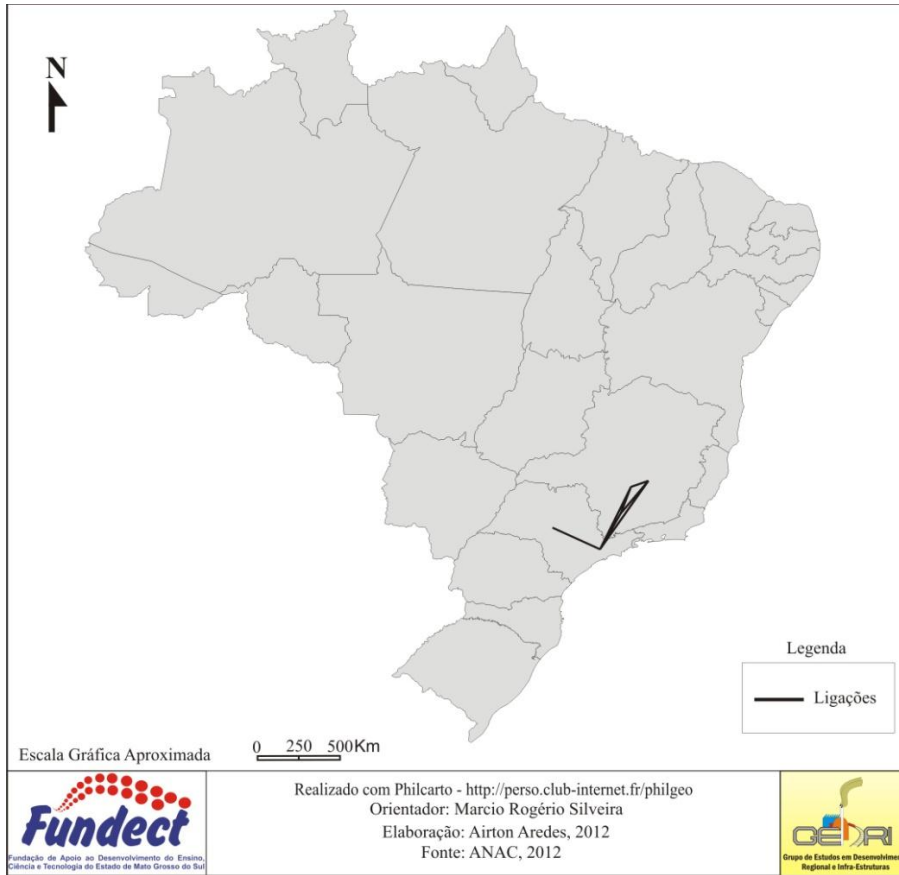 N
Legenda
Ligações
Escala Gráfica Aproximada
0 250 500Km
Fundect
Fundação de Apoio ao Desenvolvimento do Ensino,
Ciência e Tecnologia do Estado de Mato Grosso do Sul
Realizado com Philcarto - http://perso.club-internet.fr/philgeo
Orientador: Marcio Rogério Silveira
Elaboração: Airton Aredes, 2012
Fonte: ANAC, 2012
GEDRI
Grupo de Estudos em Desenvolvimen
Regional e Infra-Estruturas